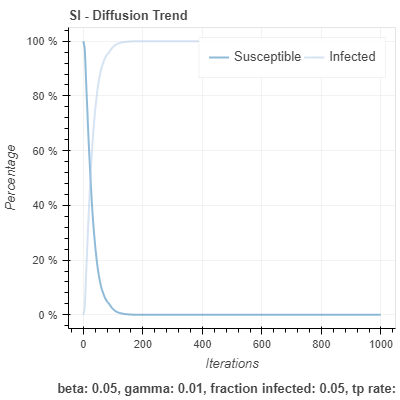 SI - Diffusion Trend
Susceptible Infected
100 %
80 %
60 %
40 %
20 %
0 %
Percentage
0 200 400 600 800 1000
Iterations
beta: 0.05, gamma: 0.01, fraction infected: 0.05, tp rate: